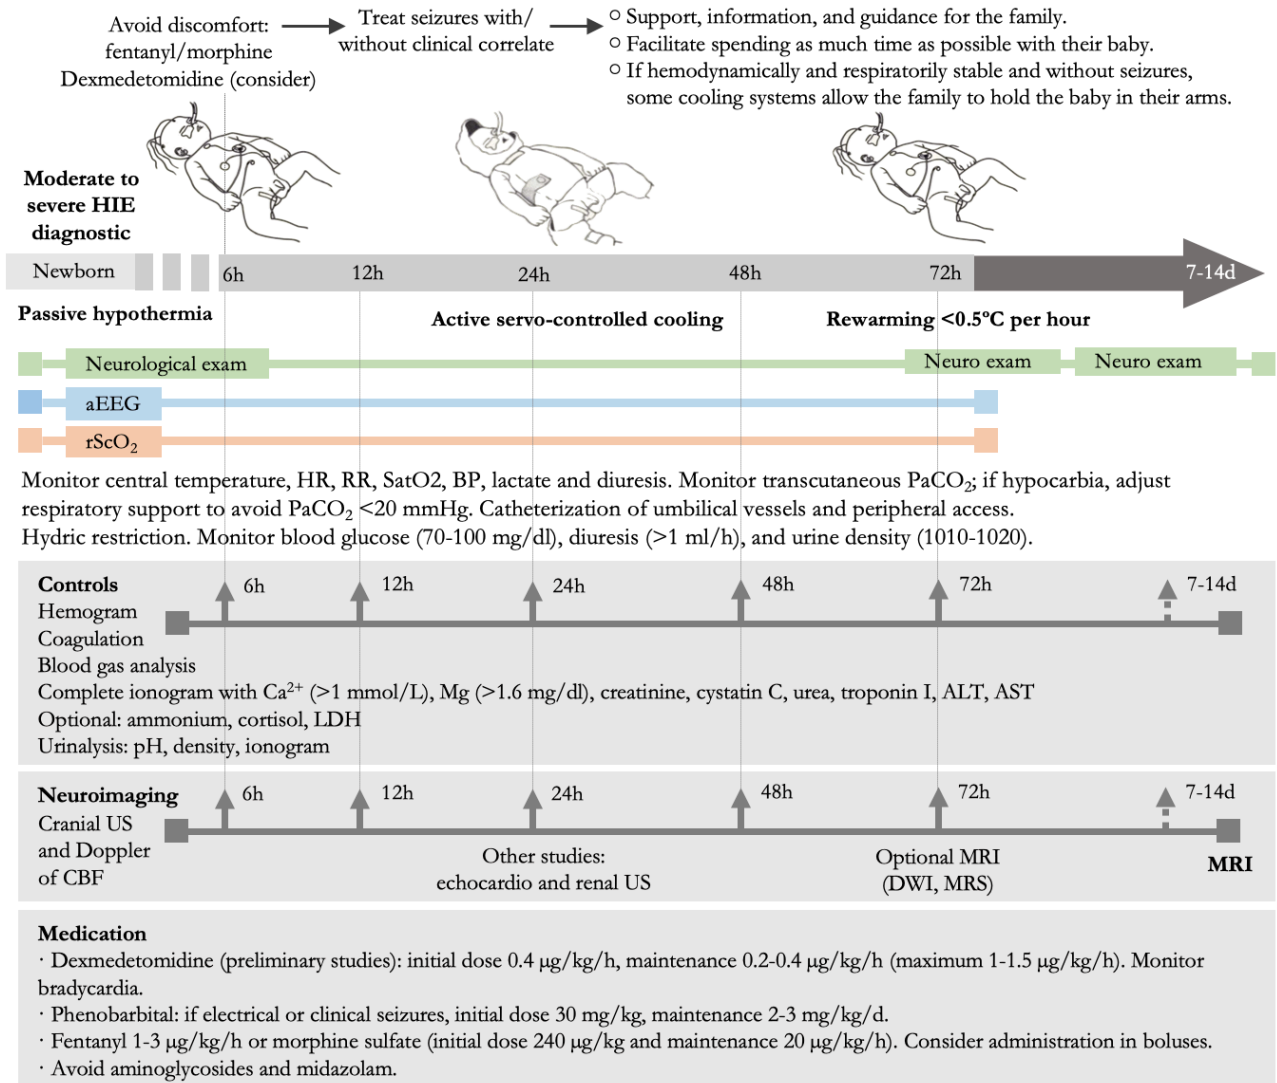 Avoid discomfort:
fentanyl/morphine
Dexmedetomidine (consider)
Treat seizures with/
without clinical correlate
Support, information, and guidance for the family.
Facilitate spending as much time as possible with their baby.
If hemodynamically and respiratorily stable and without seizures,
some cooling systems allow the family to hold the baby in their arms.
Moderate to
severe HIE
diagnostic
Newborn
6h
12h
24h
48h
72h
7-14d
Passive hypothermia
Active servo-controlled cooling
Rewarming <0.5ºC per hour
Neurological exam
Neuro exam
Neuro exam
aEEG
rScO₂
Monitor central temperature, HR, RR, SatO2, BP, lactate and diuresis. Monitor transcutaneous PaCO₂; if hypocarbia, adjust
respiratory support to avoid PaCO₂ <20 mmHg. Catheterization of umbilical vessels and peripheral access.
Hydric restriction. Monitor blood glucose (70-100 mg/dl), diuresis (>1 ml/h), and urine density (1010-1020).
Controls
6h
12h
24h
48h
72h
7-14d
Hemogram
Coagulation
Blood gas analysis
Complete ionogram with Ca²⁺ (>1 mmol/L), Mg (>1.6 mg/dl), creatinine, cystatin C, urea, troponin I, ALT, AST
Optional: ammonium, cortisol, LDH
Urinalysis: pH, density, ionogram
Neuroimaging
6h
12h
24h
48h
72h
7-14d
Cranial US
and Doppler
of CBF
Other studies:
echocardio and renal US
Optional MRI
(DWI, MRS)
MRI
Medication
· Dexmedetomidine (preliminary studies): initial dose 0.4 µg/kg/h, maintenance 0.2-0.4 µg/kg/h (maximum 1-1.5 µg/kg/h). Monitor
bradycardia.
· Phenobarbital: if electrical or clinical seizures, initial dose 30 mg/kg, maintenance 2-3 mg/kg/d.
· Fentanyl 1-3 µg/kg/h or morphine sulfate (initial dose 240 µg/kg and maintenance 20 µg/kg/h). Consider administration in boluses.
· Avoid aminoglycosides and midazolam.